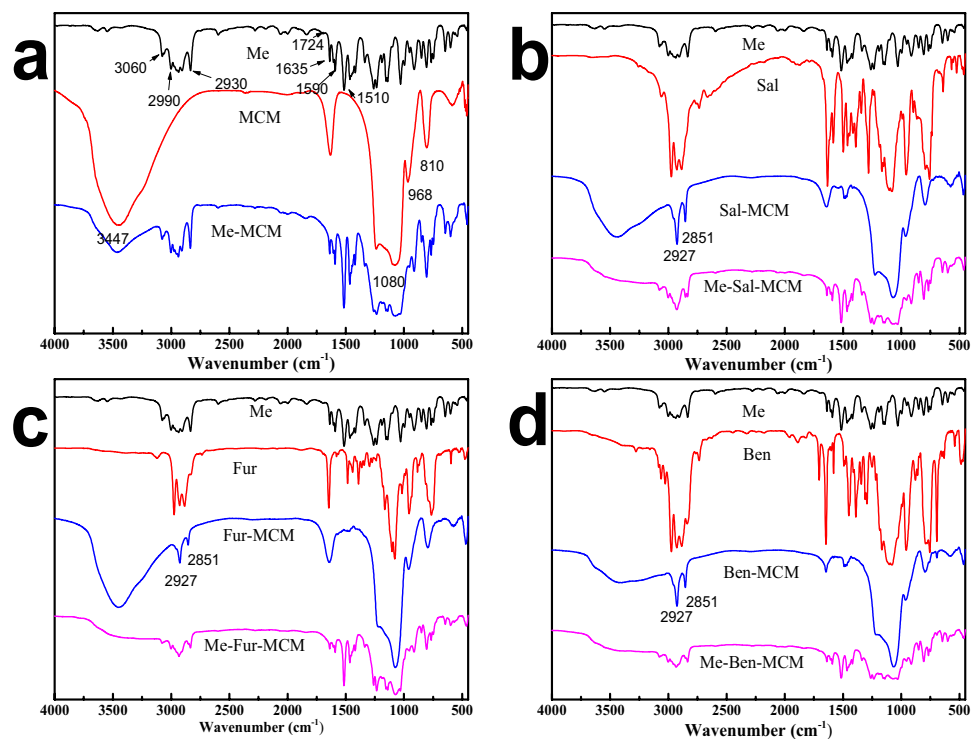 a
Me
3060
2990
2930
1724
1635
1590
1510
MCM
810
968
3447
Me-MCM
1080
4000 3500 3000 2500 2000 1500 1000 500
Wavenumber (cm-1)
b
Me
Sal
Sal-MCM
2851
2927
Me-Sal-MCM
4000 3500 3000 2500 2000 1500 1000 500
Wavenumber (cm-1)
c
Me
Fur
Fur-MCM
2851
2927
Me-Fur-MCM
4000 3500 3000 2500 2000 1500 1000 500
Wavenumber (cm-1)
d
Me
Ben
Ben-MCM
2851
2927
Me-Ben-MCM
4000 3500 3000 2500 2000 1500 1000 500
Wavenumber (cm-1)